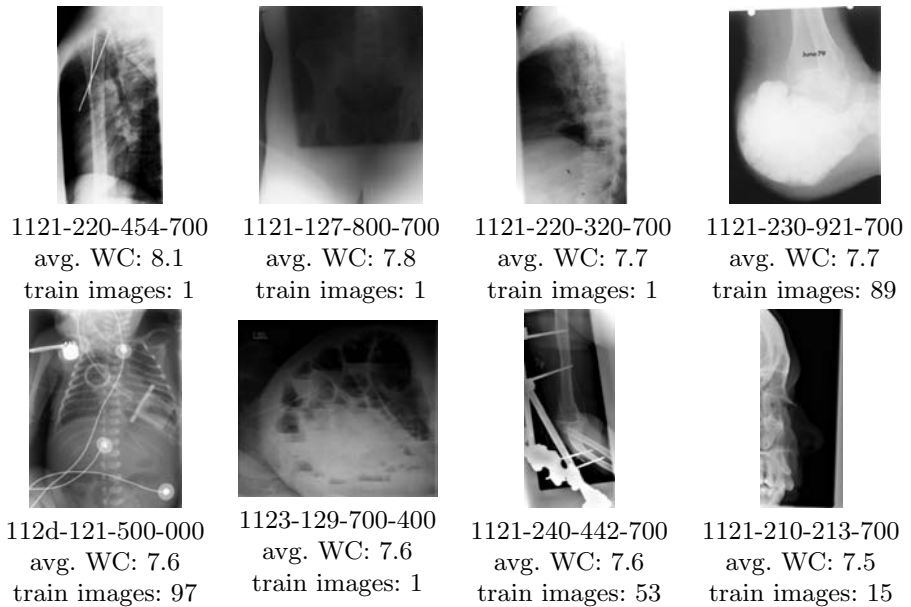 June 79
1121-220-454-700
avg. WC: 8.1
train images: 1
1121-127-800-700
avg. WC: 7.8
train images: 1
1121-220-320-700
avg. WC: 7.7
train images: 1
1121-230-921-700
avg. WC: 7.7
train images: 89
112d-121-500-000
avg. WC: 7.6
train images: 97
1123-129-700-400
avg. WC: 7.6
train images: 1
1121-240-442-700
avg. WC: 7.6
train images: 53
1121-210-213-700
avg. WC: 7.5
train images: 15